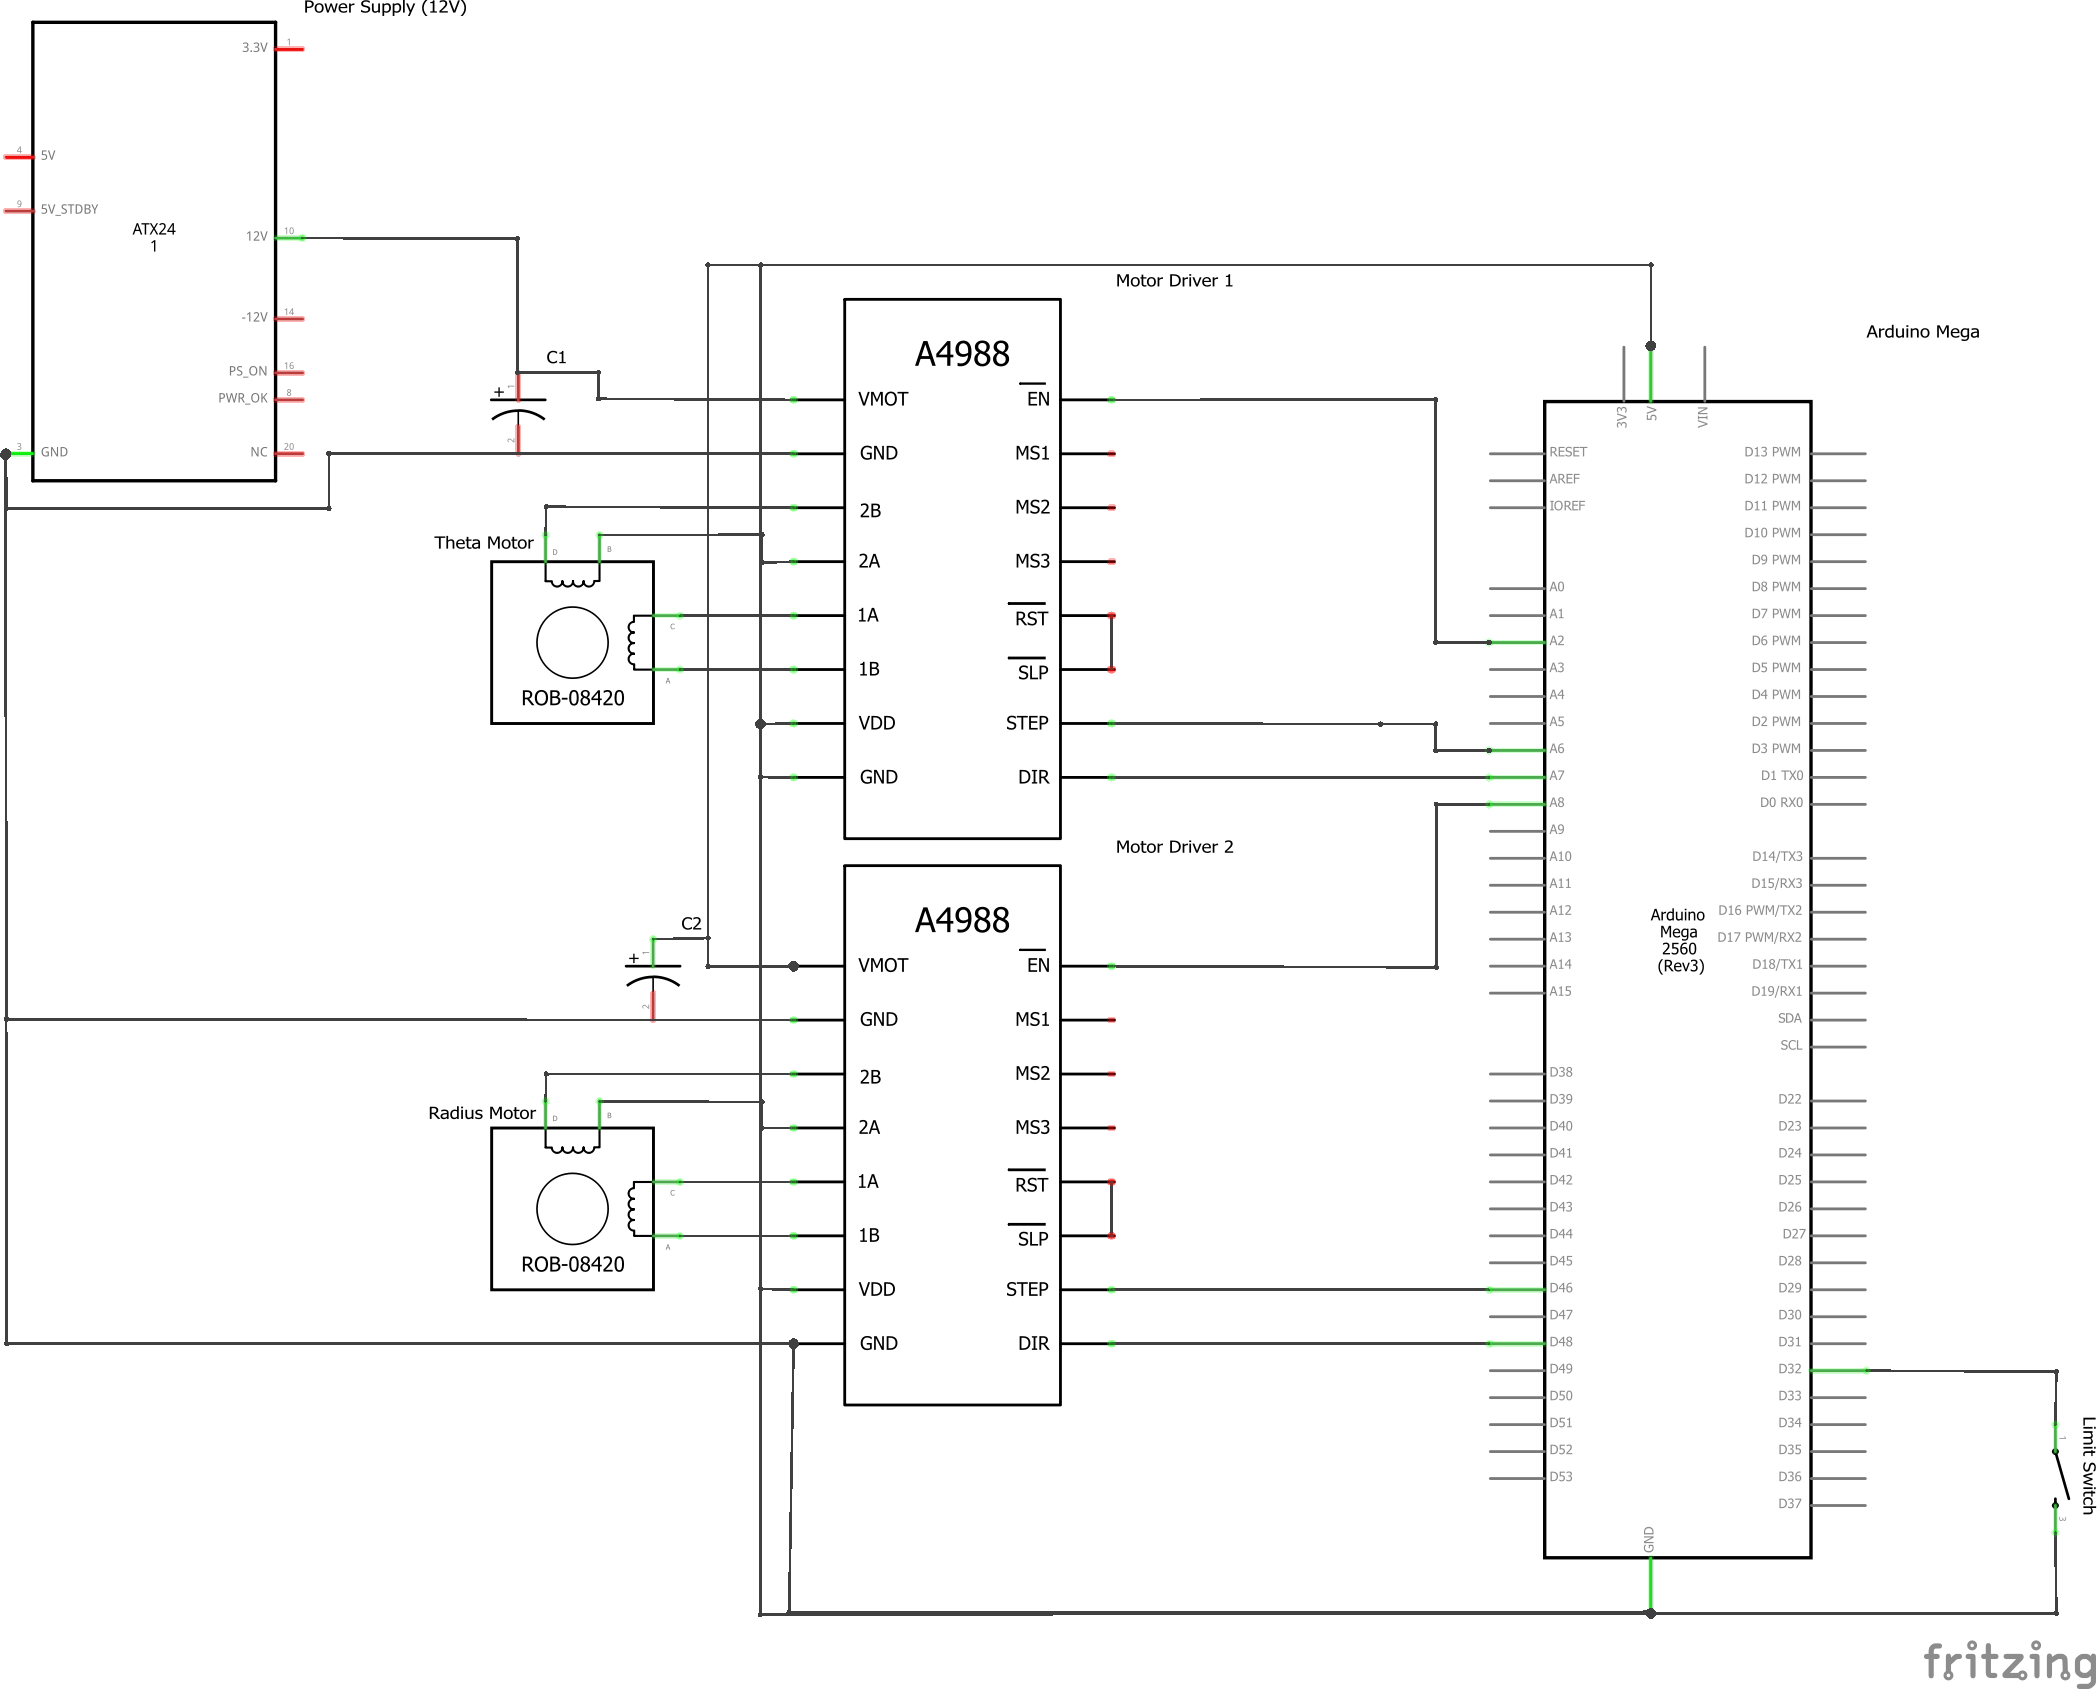 Power Supply (12V)
3.3V
1
4
5V
9
5V_STDBY
ATX24
1
12V
10
-12V
14
PS_ON
16
PWR_OK
8
3
GND
NC
20
C1
+
1
2
Theta Motor
D
B
C
A
ROB-08420
Motor Driver 1
A4988
VMOT
GND
2B
2A
1A
1B
VDD
GND
EN
MS1
MS2
MS3
RST
SLP
STEP
DIR
C2
+
1
2
Radius Motor
D
B
C
A
ROB-08420
Motor Driver 2
A4988
VMOT
GND
2B
2A
1A
1B
VDD
GND
EN
MS1
MS2
MS3
RST
SLP
STEP
DIR
Arduino Mega
3V3
5V
VIN
RESET
AREF
IOREF
A0
A1
A2
A3
A4
A5
A6
A7
A8
A9
A10
A11
A12
A13
A14
A15
D38
D39
D40
D41
D42
D43
D44
D45
D46
D47
D48
D49
D50
D51
D52
D53
Arduino
Mega
2560
(Rev3)
D13 PWM
D12 PWM
D11 PWM
D10 PWM
D9 PWM
D8 PWM
D7 PWM
D6 PWM
D5 PWM
D4 PWM
D2 PWM
D3 PWM
D1 TX0
D0 RX0
D14/TX3
D15/RX3
D16 PWM/TX2
D17 PWM/RX2
D18/TX1
D19/RX1
SDA
SCL
D22
D23
D24
D25
D26
D27
D28
D29
D30
D31
D32
D33
D34
D35
D36
D37
GND
1
3
Limit Switch
fritzing